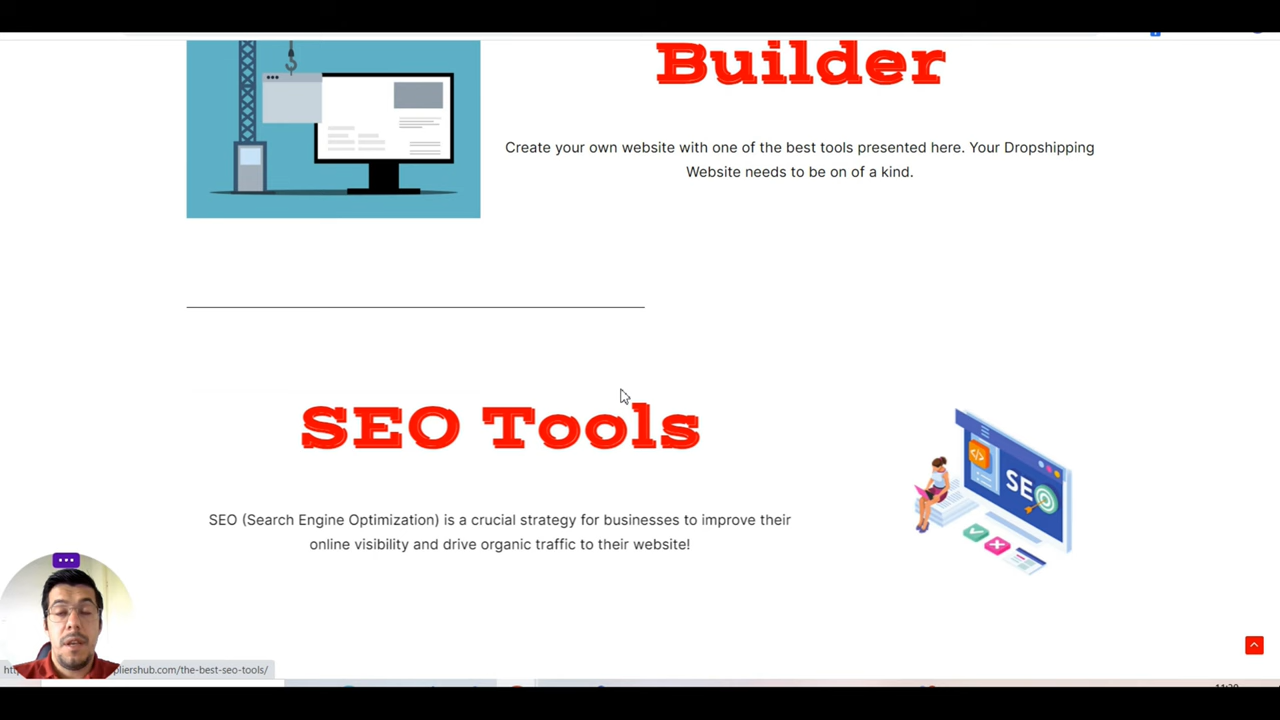 Builder
Create your own website with one of the best tools presented here. Your Dropshipping
Website needs to be on of a kind.
SEO Tools
SEO (Search Engine Optimization) is a crucial strategy for businesses to improve their
online visibility and drive organic traffic to their website!
SEO
</>
pliershub.com/the-best-seo-tools/